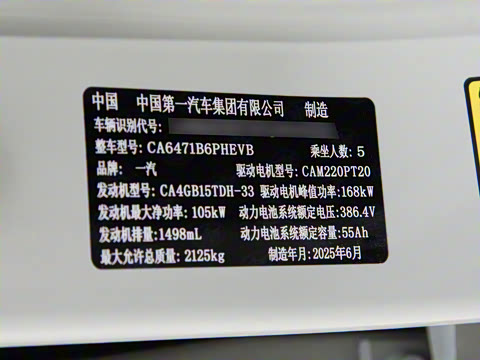 中国 中国第一汽车集团有限公司 制造
车辆识别代号:
整车型号: CA6471B6PHEVB 乘坐人数: 5
品牌: 一汽 驱动电机型号: CAM220PT20
发动机型号: CA4GB15TDH-33 驱动电机峰值功率: 168kW
发动机最大净功率: 105kW 动力电池系统额定电压: 386.4V
发动机排量: 1498mL 动力电池系统额定容量: 55Ah
最大允许总质量: 2125kg 制造年月: 2025年6月